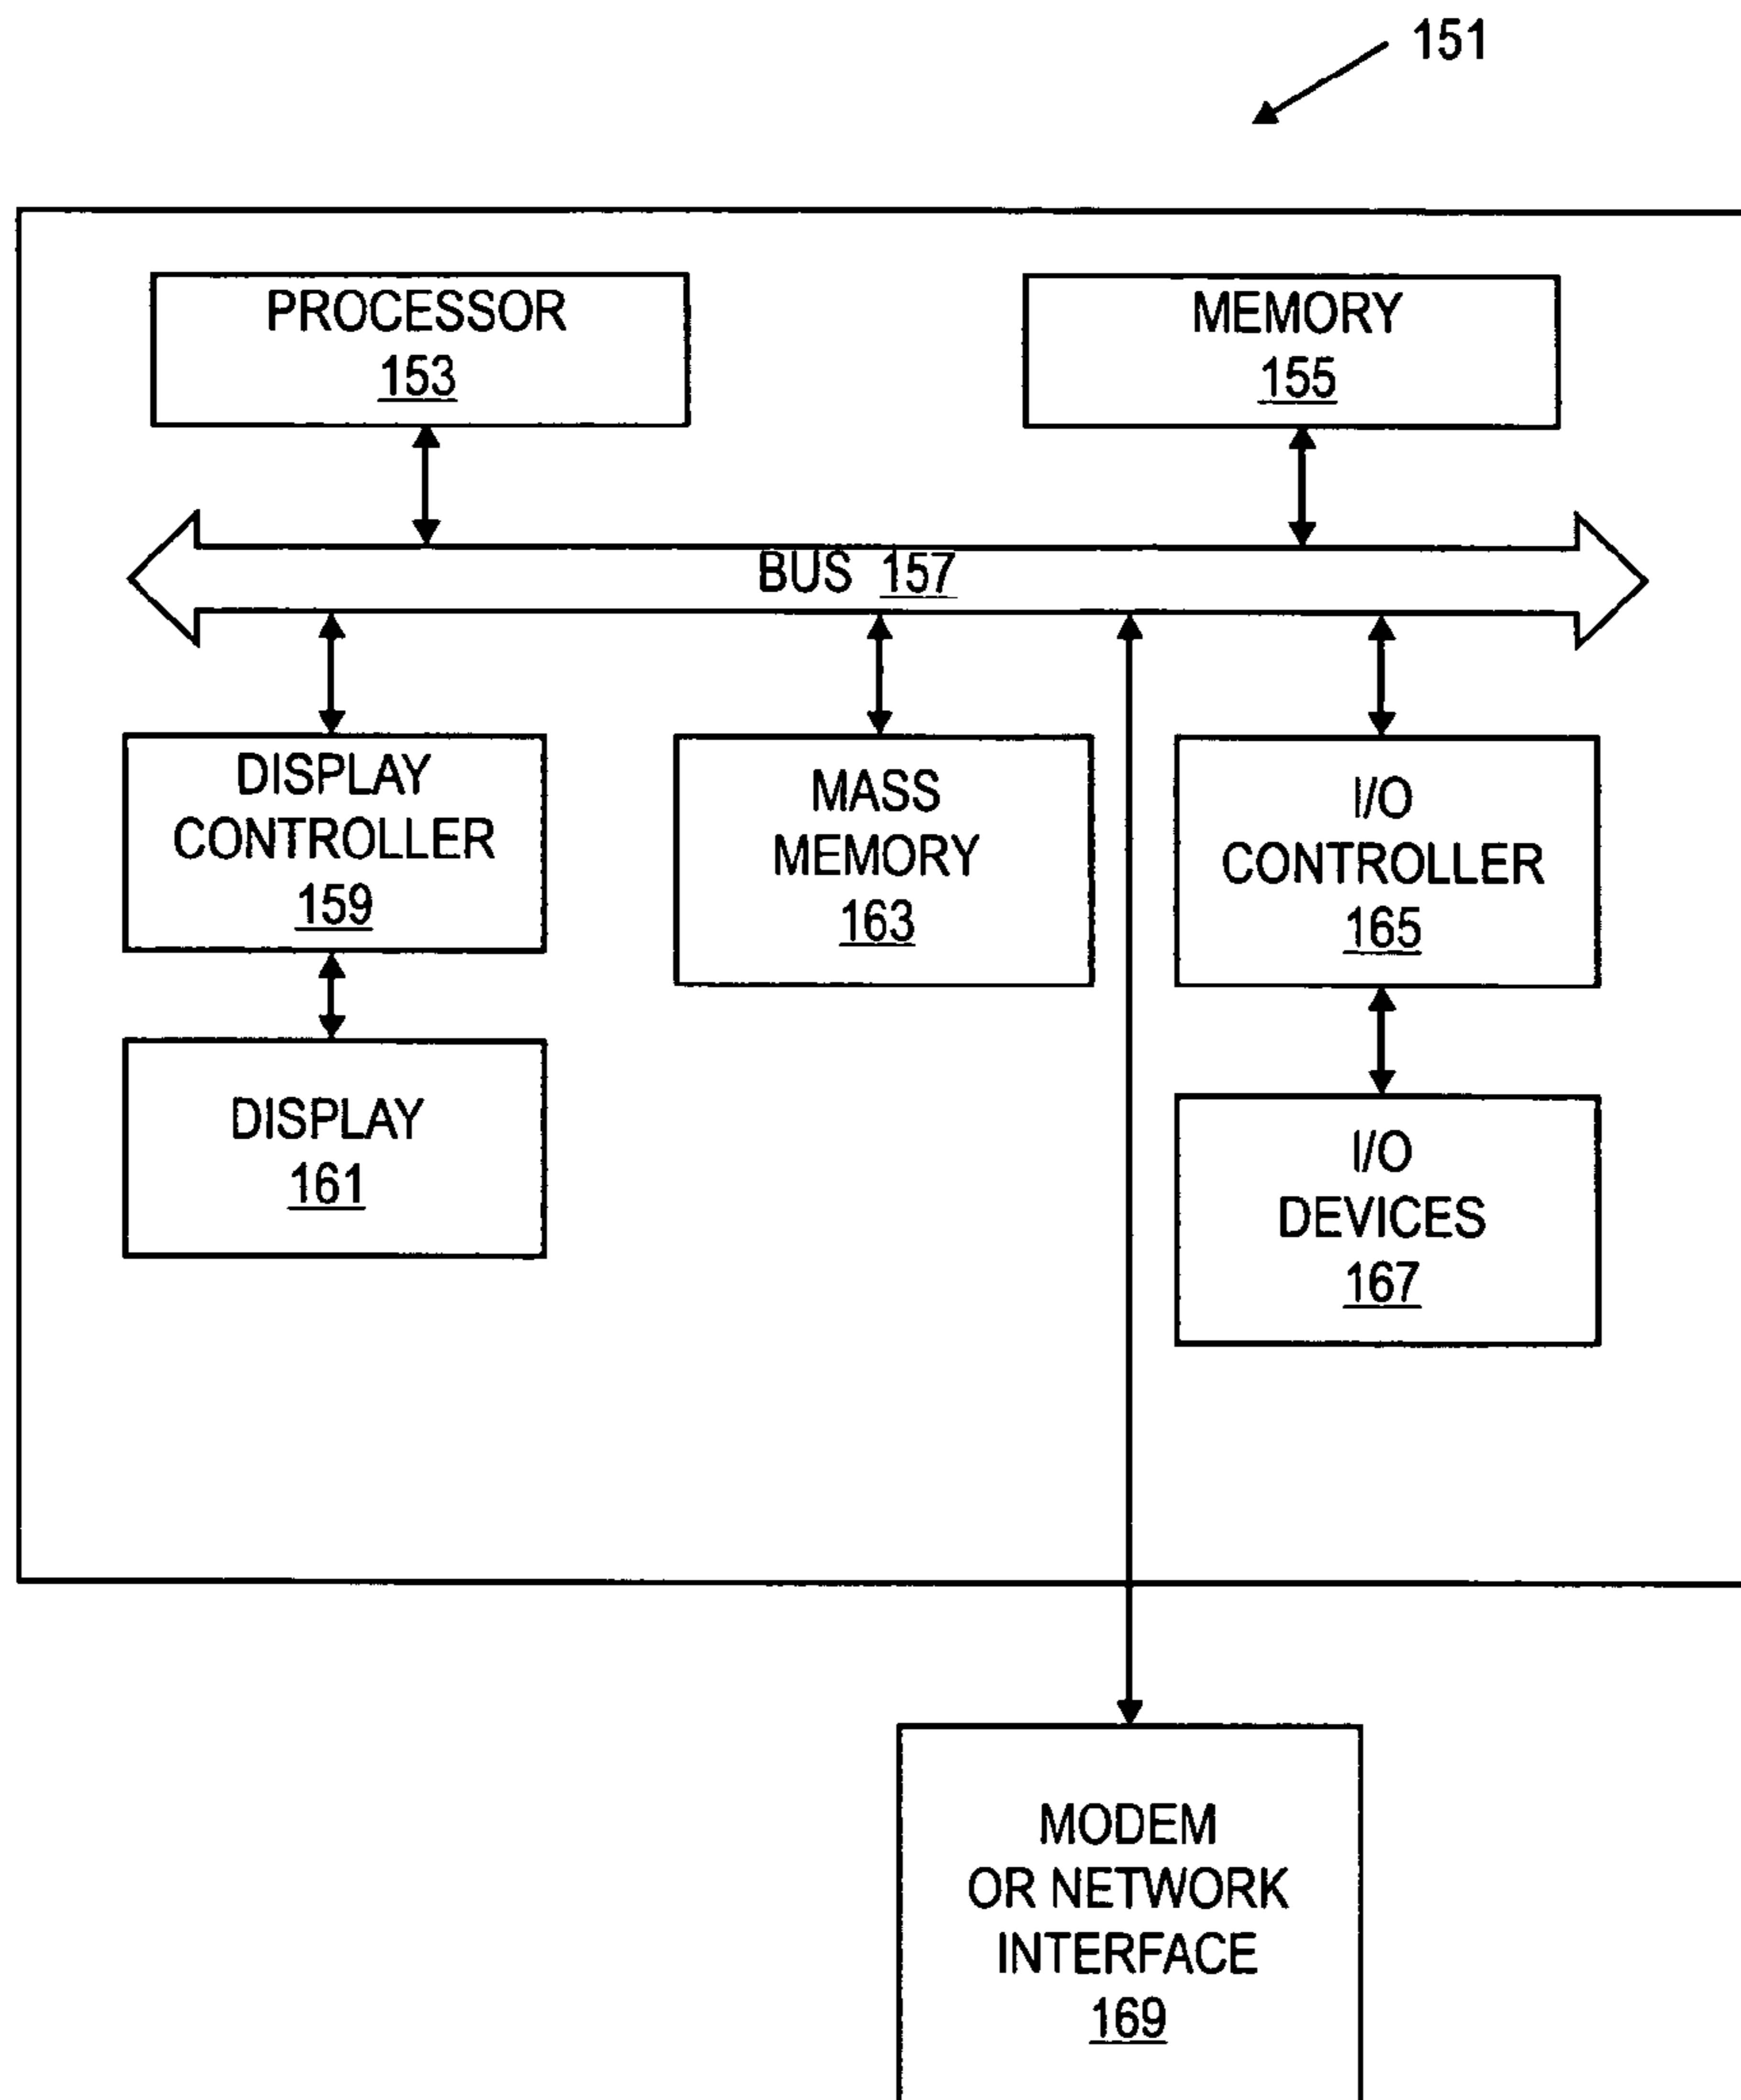 151
PROCESSOR
153
MEMORY
155
BUS 157
DISPLAY
CONTROLLER
159
MASS
MEMORY
163
I/O
CONTROLLER
165
DISPLAY
161
I/O
DEVICES
167
MODEM
OR NETWORK
INTERFACE
169